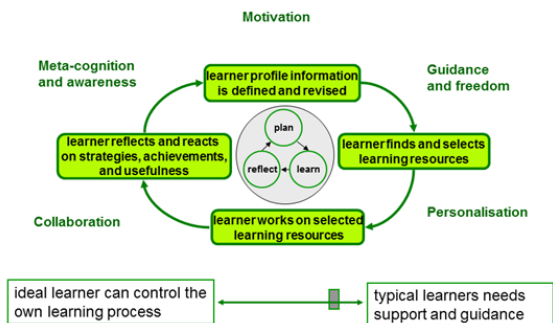 Motivation
Meta-cognition
and awareness
learner profile information
is defined and revised
Guidance
and freedom
plan
learner reflects and reacts
on strategies, achievements,
and usefulness
reflect
learn
learner finds and selects
learning resources
Collaboration
learner works on selected
learning resources
Personalisation
ideal learner can control the
own learning process
typical learners needs
support and guidance